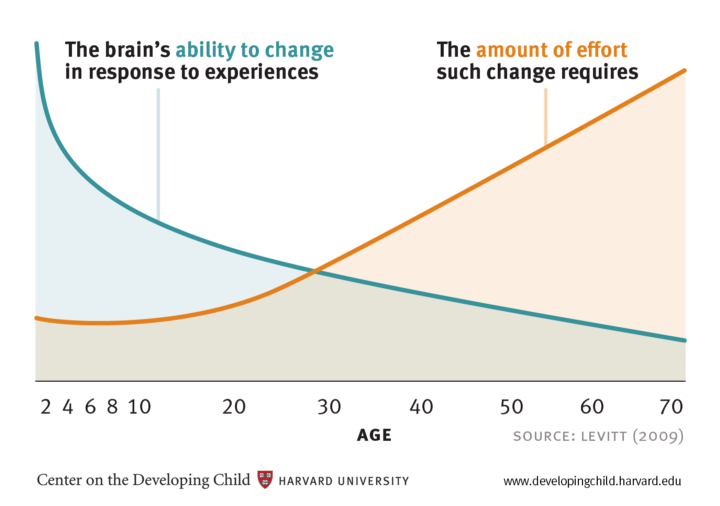 The brain's ability to change
in response to experiences
The amount of effort
such change requires
2 4 6 8 10 20 30 40 50 60 70
AGE
SOURCE: LEVITT (2009)
Center on the Developing Child HARVARD UNIVERSITY
www.developingchild.harvard.edu